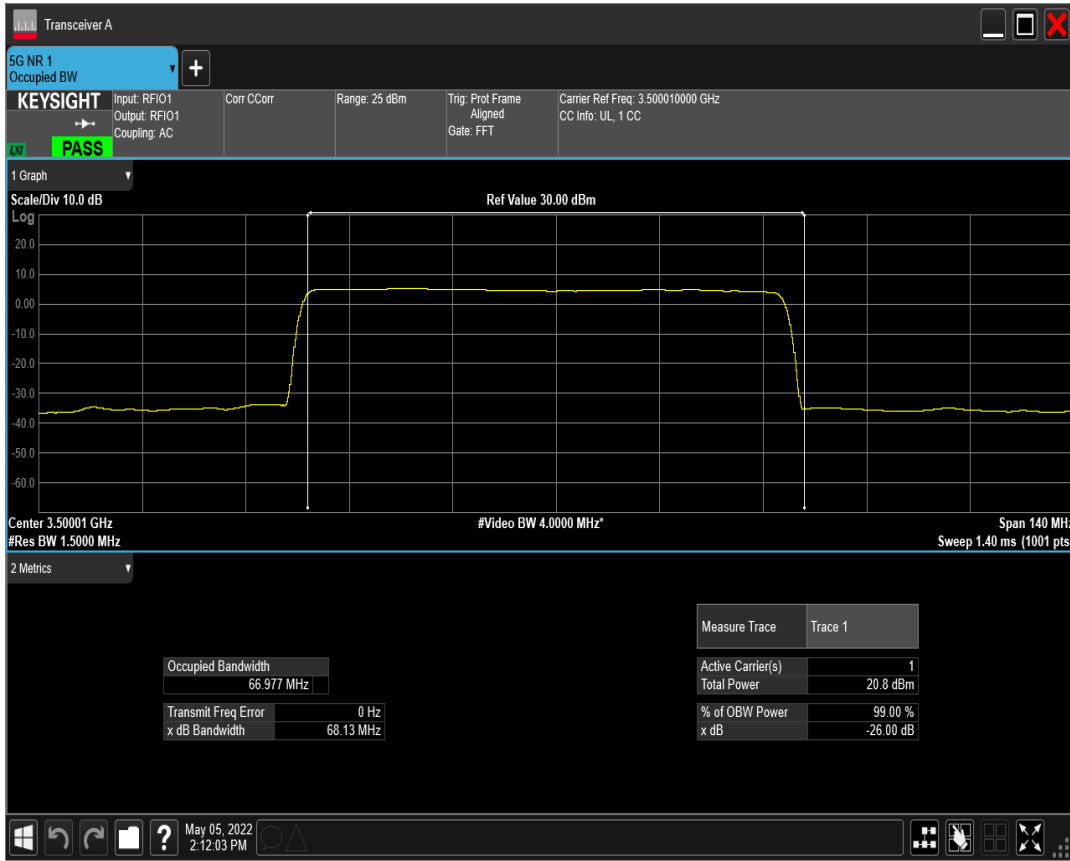 Transceiver A
5G NR 1
Occupied BW
+
KEYSIGHT
LXI
PASS
Input: RFIO1
Output: RFIO1
Coupling: AC
Corr CCorr
Range: 25 dBm
Trig: Prot Frame
Aligned
Gate: FFT
Carrier Ref Freq: 3.500010000 GHz
CC Info: UL, 1 CC
1 Graph
Scale/Div 10.0 dB
Ref Value 30.00 dBm
Log
20.0
10.0
0.00
-10.0
-20.0
-30.0
-40.0
-50.0
-60.0
Center 3.50001 GHz
#Video BW 4.0000 MHz*
Span 140 MHz
#Res BW 1.5000 MHz
Sweep 1.40 ms (1001 pts
2 Metrics
Measure Trace Trace 1
Occupied Bandwidth
66.977 MHz
Active Carrier(s) 1
Total Power 20.8 dBm
Transmit Freq Error 0 Hz
x dB Bandwidth 68.13 MHz
% of OBW Power 99.00 %
x dB -26.00 dB
?
May 05, 2022
2:12:03 PM